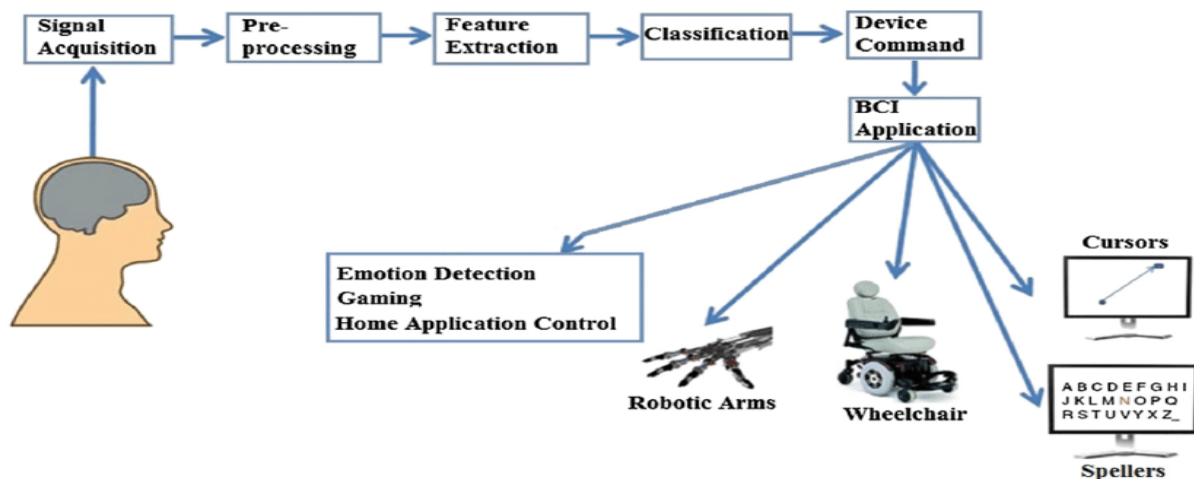 Signal
Acquisition
Pre-
processing
Feature
Extraction
Classification
Device
Command
BCI
Application
Emotion Detection
Gaming
Home Application Control
Robotic Arms
Wheelchair
Cursors
ABCDEFGHI
JKLMNOPQ
RSTUVYXZ_
Spellers